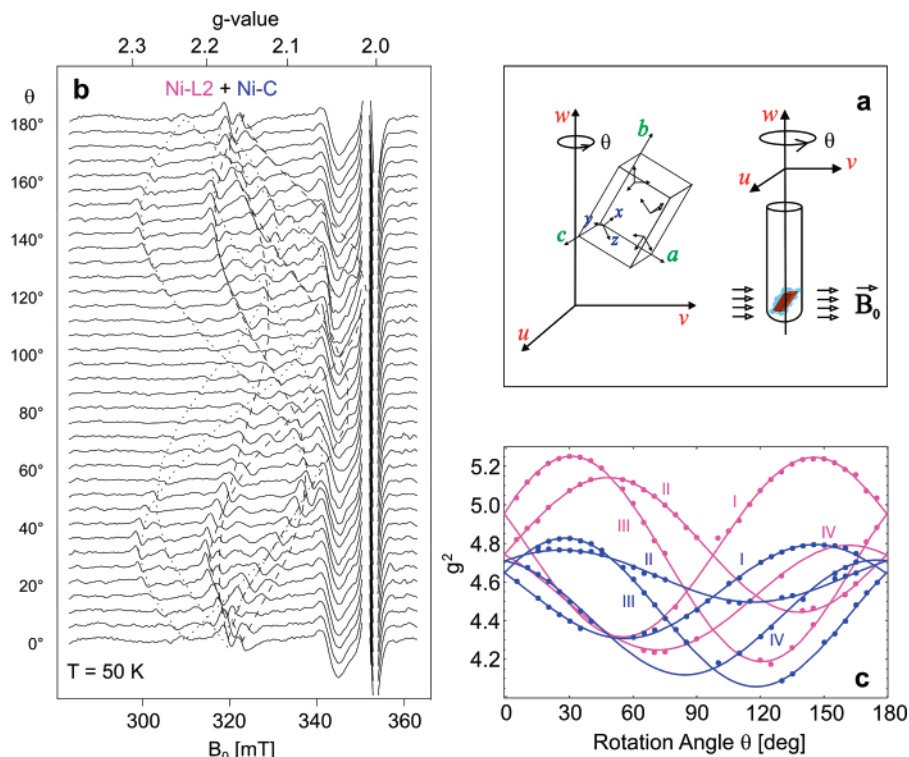 g-value
2.3 2.2 2.1 2.0
b
Ni-L2 + Ni-C
θ
180°
160°
140°
120°
100°
80°
60°
40°
20°
0°
T = 50 K
300 320 340 360
B0 [mT]
a
w
θ
b
y x
z
c
a
v
u
w
θ
u v
B0
5.2
5.0
4.8
4.6
4.4
4.2
g²
I
II
III
IV
I
II
III
IV
c
0 30 60 90 120 150 180
Rotation Angle θ [deg]